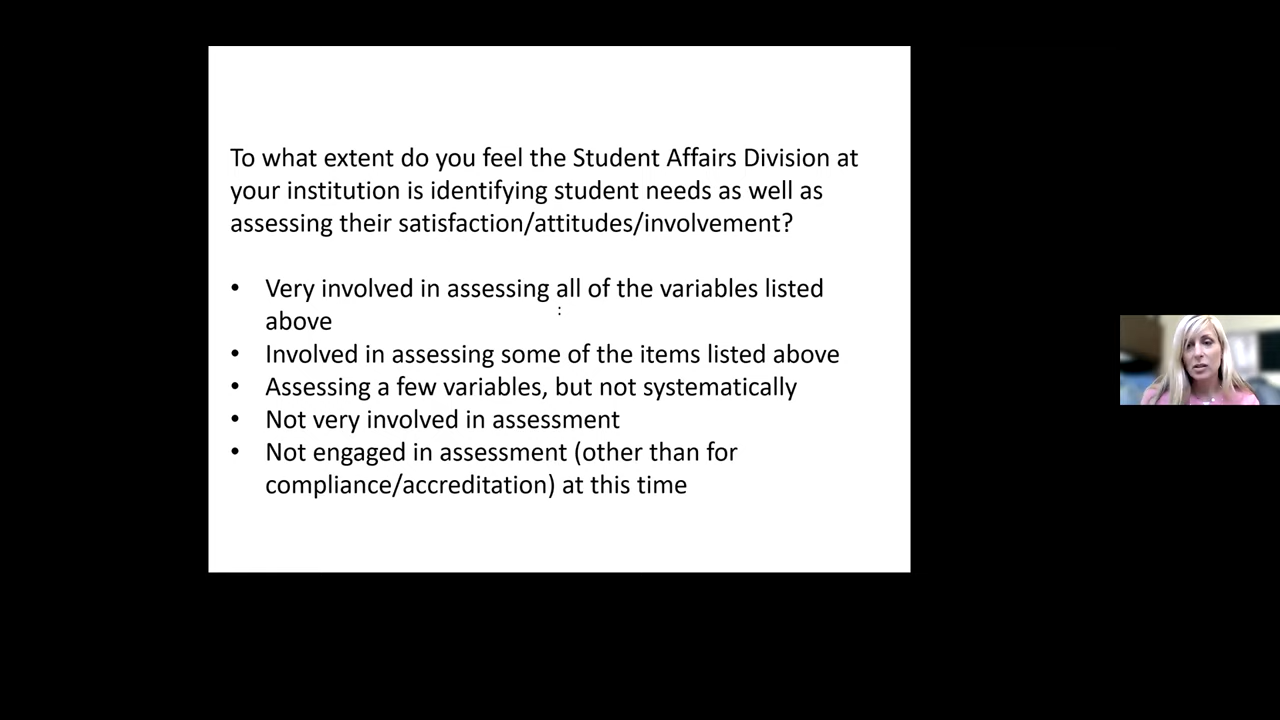 To what extent do you feel the Student Affairs Division at
your institution is identifying student needs as well as
assessing their satisfaction/attitudes/involvement?
• Very involved in assessing all of the variables listed
above
• Involved in assessing some of the items listed above
• Assessing a few variables, but not systematically
• Not very involved in assessment
• Not engaged in assessment (other than for
compliance/accreditation) at this time